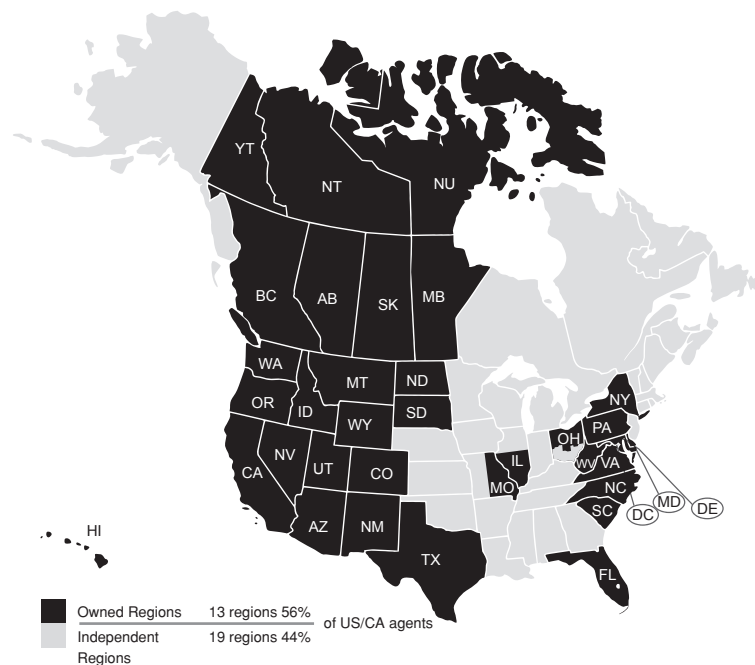 YT
NT
NU
BC
AB
SK
MB
WA
MT
ND
OR
ID
SD
NY
WY
PA
OH
NV
IL
WV
VA
CA
UT
CO
MO
NC
MD
DE
SC
DC
AZ
NM
HI
TX
FL
Owned Regions 13 regions 56%
of US/CA agents
Independent 19 regions 44%
Regions